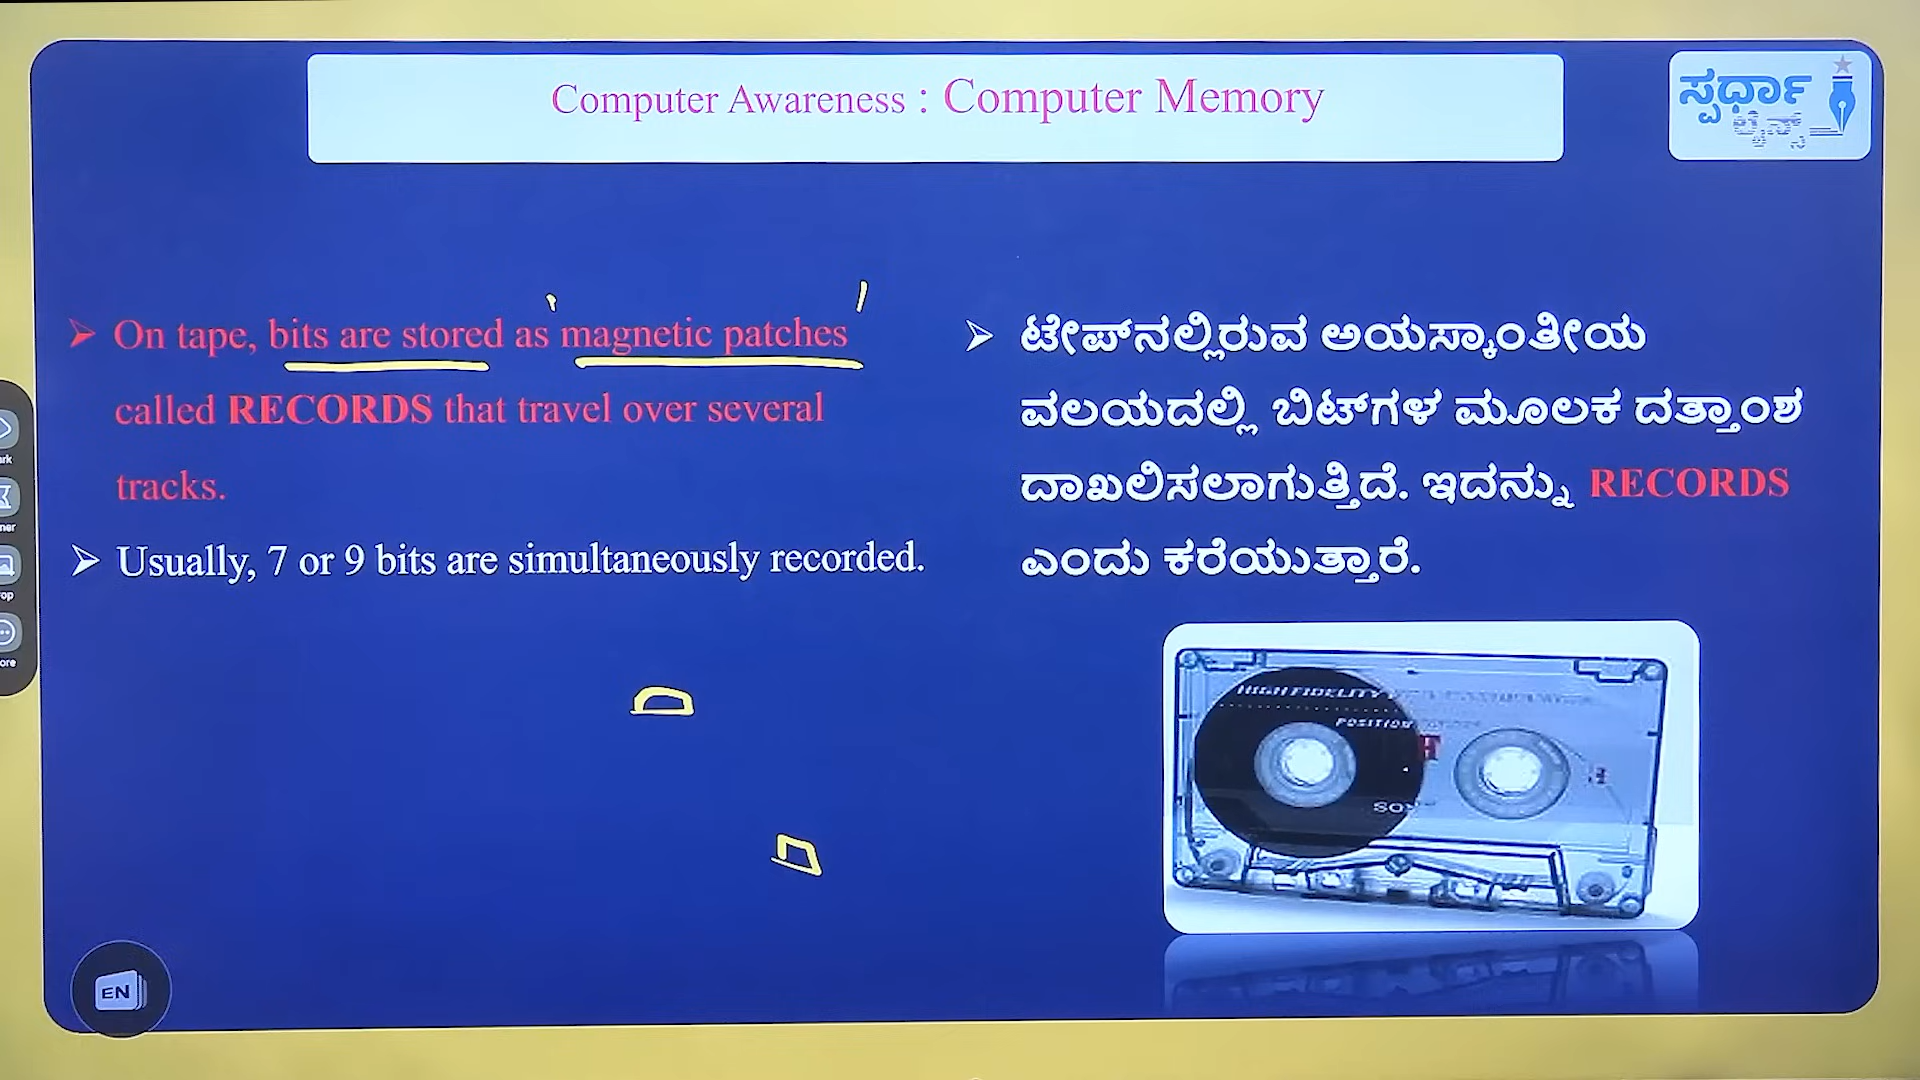 Computer Awareness : Computer Memory
ಸ್ಪರ್ಧಾ
➢ On tape, bits are stored as magnetic patches
called RECORDS that travel over several
tracks.
➢ Usually, 7 or 9 bits are simultaneously recorded.
➢ ಟೇಪ್‌ನಲ್ಲಿರುವ ಅಯಸ್ಕಾಂತೀಯ
ವಲಯದಲ್ಲಿ ಬಿಟ್‌ಗಳ ಮೂಲಕ ದತ್ತಾಂಶ
ದಾಖಲಿಸಲಾಗುತ್ತಿದೆ. ಇದನ್ನು RECORDS
ಎಂದು ಕರೆಯುತ್ತಾರೆ.
HIGH FIDELITY
POSITION
EN